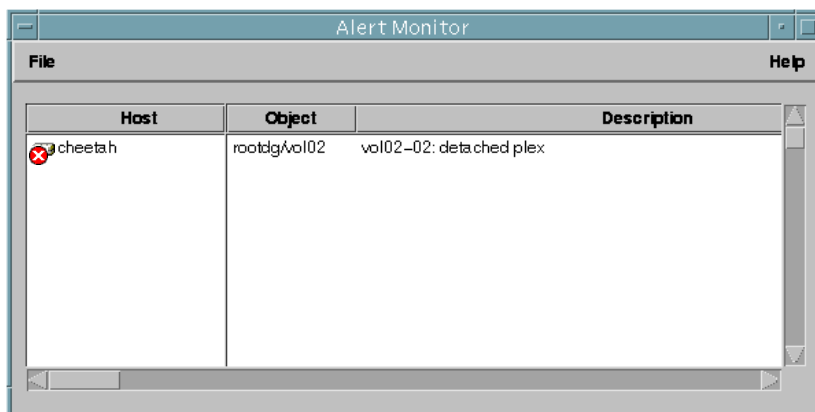 Alert Monitor
File Help
Host Object Description
cheetah rootdg/vol02 vol02-02: detached plex